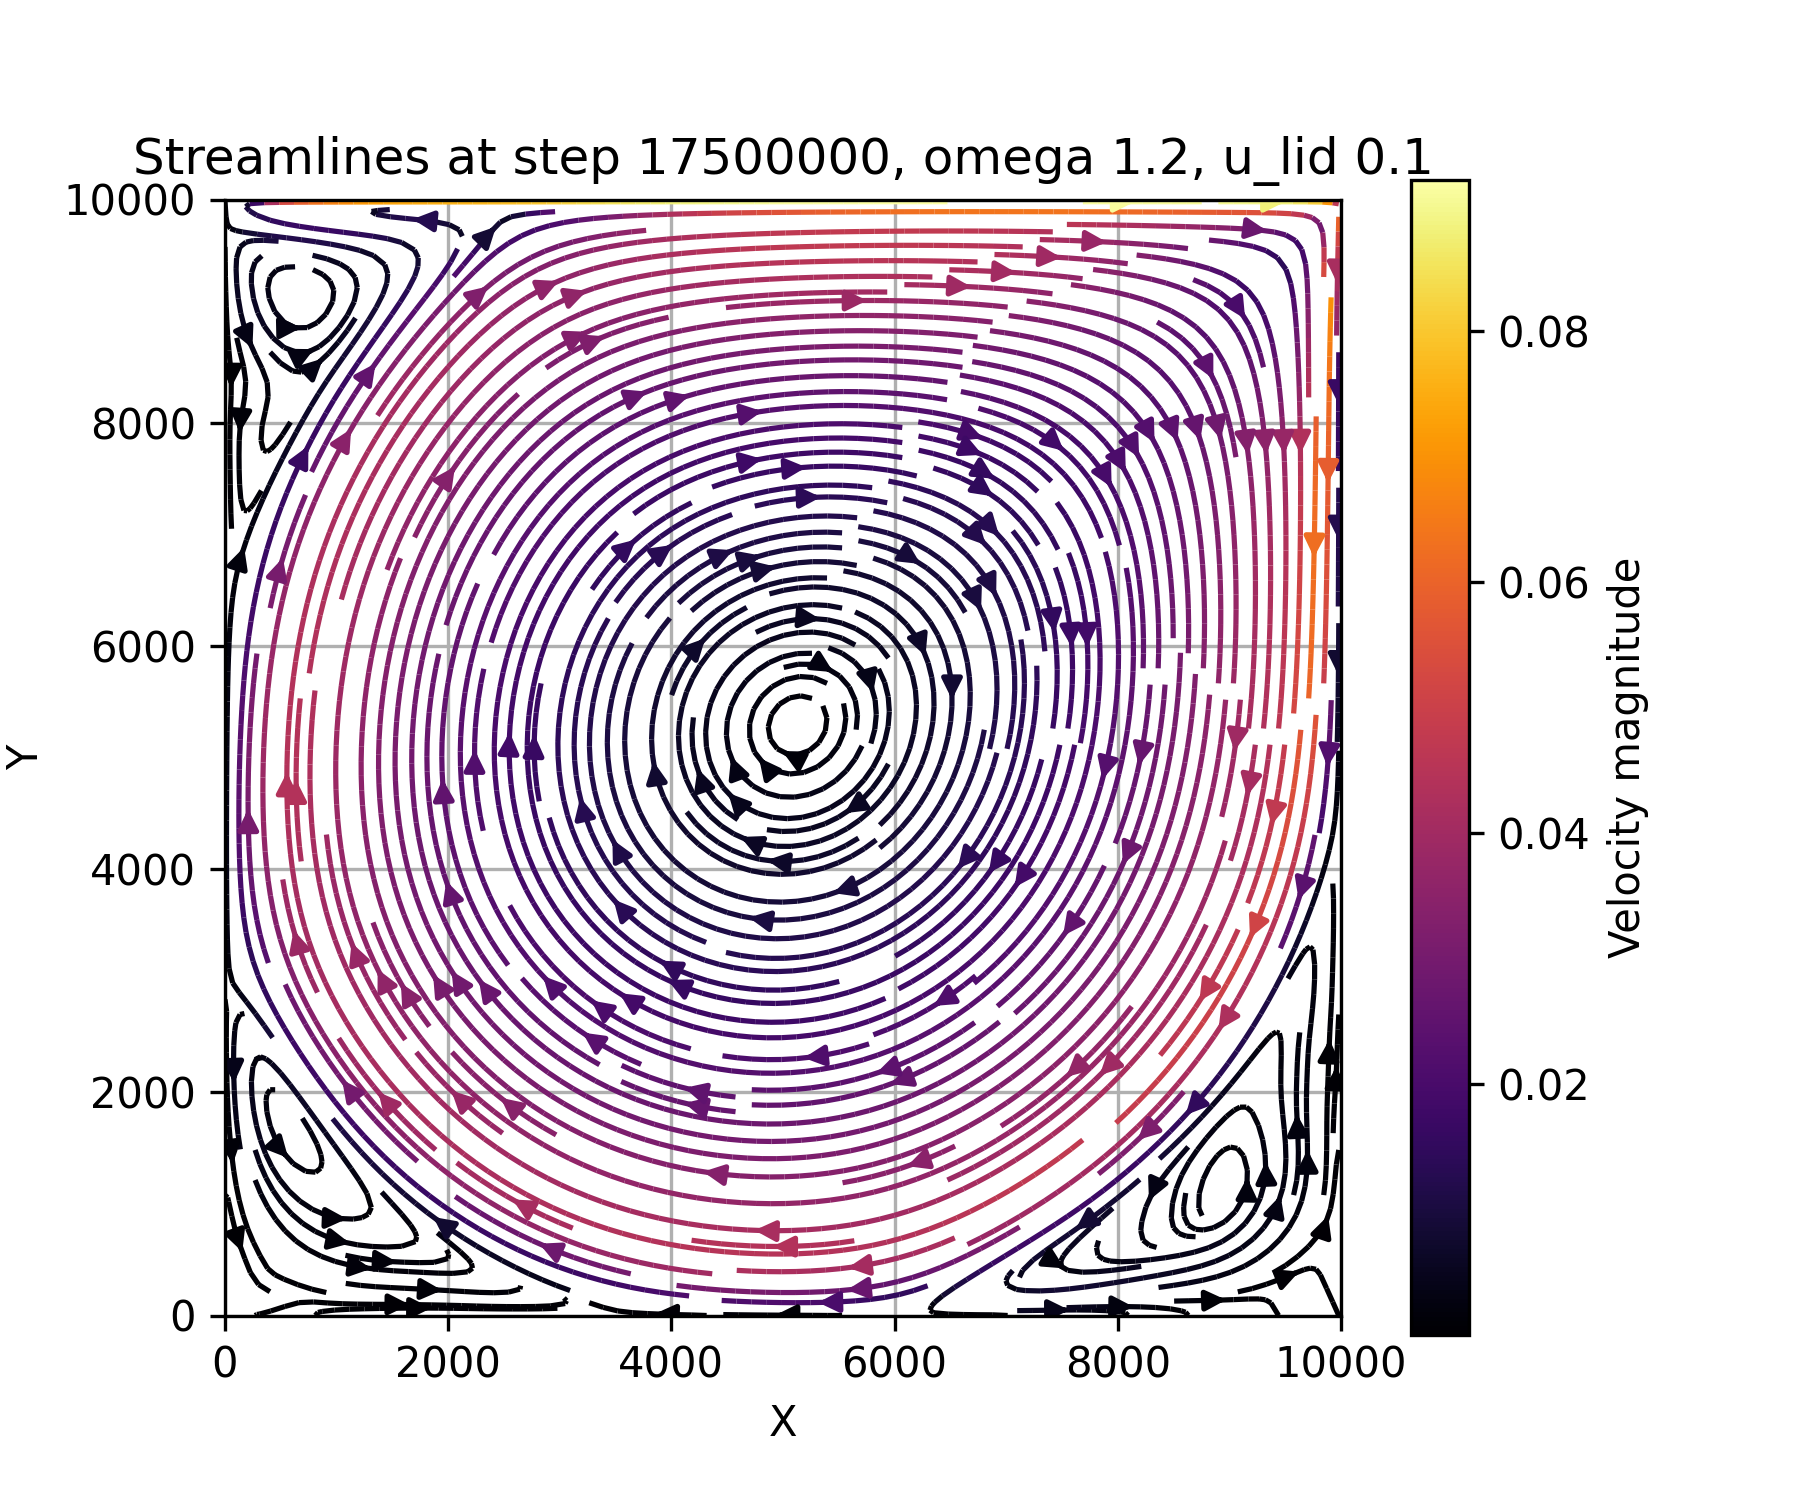 Streamlines at step 17500000, omega 1.2, u_lid 0.1
10000
8000
6000
4000
2000
0
Y
0 2000 4000 6000 8000 10000
X
0.08
0.06
0.04
0.02
Velocity magnitude